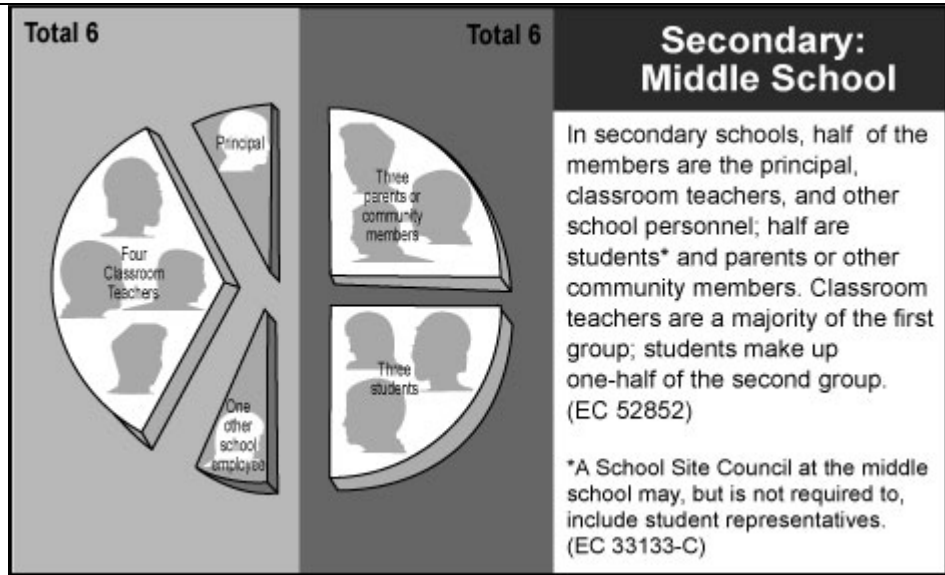 Total 6
Total 6
Secondary:
Middle School
Principal
Three
parents or
community
members
Four
Classroom
Teachers
Three
students
One
other
school
employee
In secondary schools, half of the
members are the principal,
classroom teachers, and other
school personnel; half are
students* and parents or other
community members. Classroom
teachers are a majority of the first
group; students make up
one-half of the second group.
(EC 52852)
*A School Site Council at the middle
school may, but is not required to,
include student representatives.
(EC 33133-C)